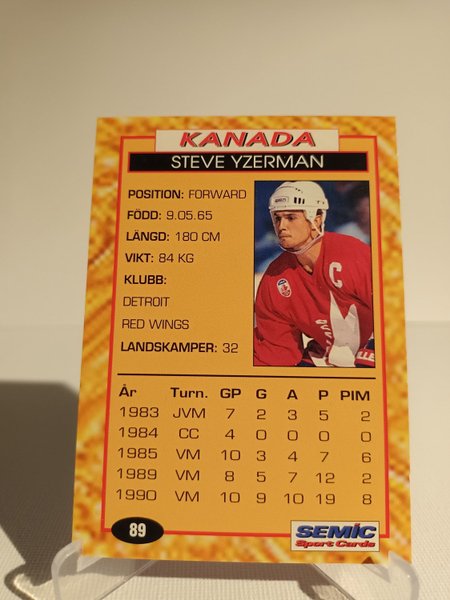 KANADA
STEVE YZERMAN
POSITION: FORWARD
FÖDD: 9.05.65
LÄNGD: 180 CM
VIKT: 84 KG
KLUBB:
DETROIT
RED WINGS
LANDSKAMPER: 32
C
År Turn. GP G A P PIM
1983 JVM 7 2 3 5 2
1984 CC 4 0 0 0 0
1985 VM 10 3 4 7 6
1989 VM 8 5 7 12 2
1990 VM 10 9 10 19 8
89
SEMIC
Sport Cards